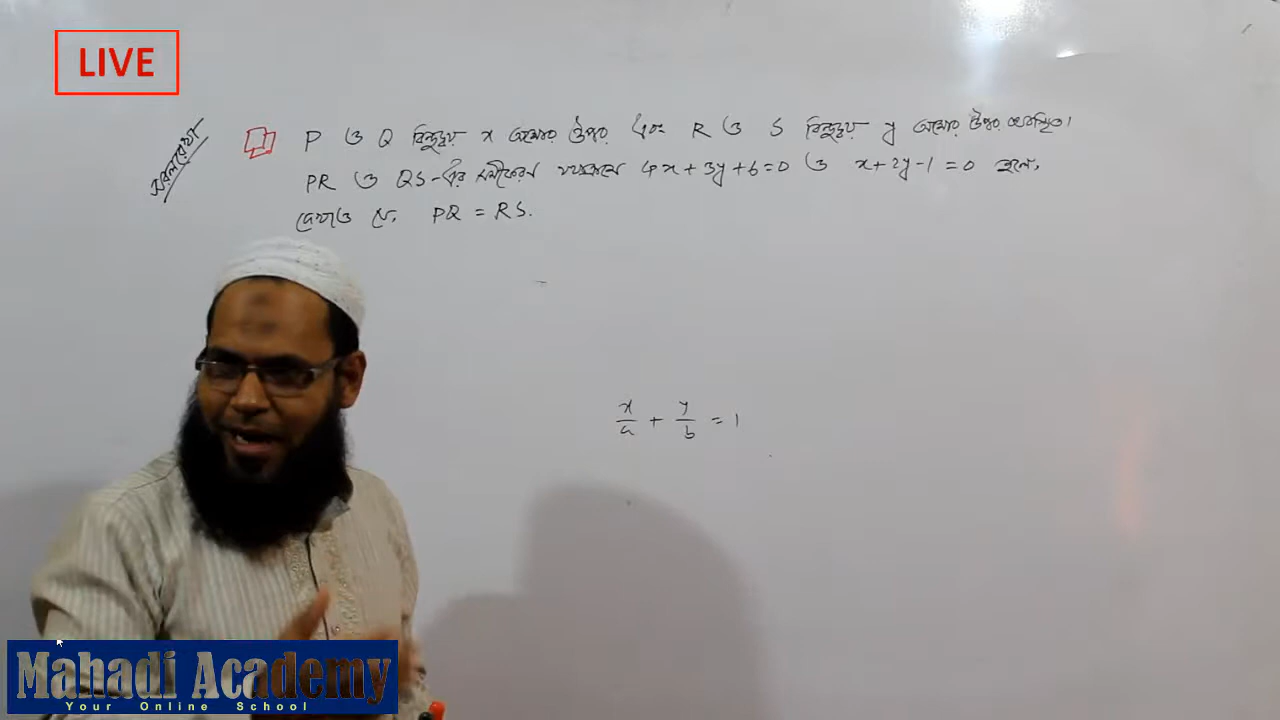 LIVE
সরলরেখা
P ও Q বিন্দুদ্বয় x অক্ষের উপর এবং R ও S বিন্দুদ্বয় y অক্ষের উপর অবস্থিত।
PR ও QS-এর সমীকরণ যথাক্রমে 4x + 3y + 6 = 0 ও x + 2y - 1 = 0 হলে,
দেখাও যে, PQ = RS.
x/a + y/b = 1
Mahadi Academy
Your Online School